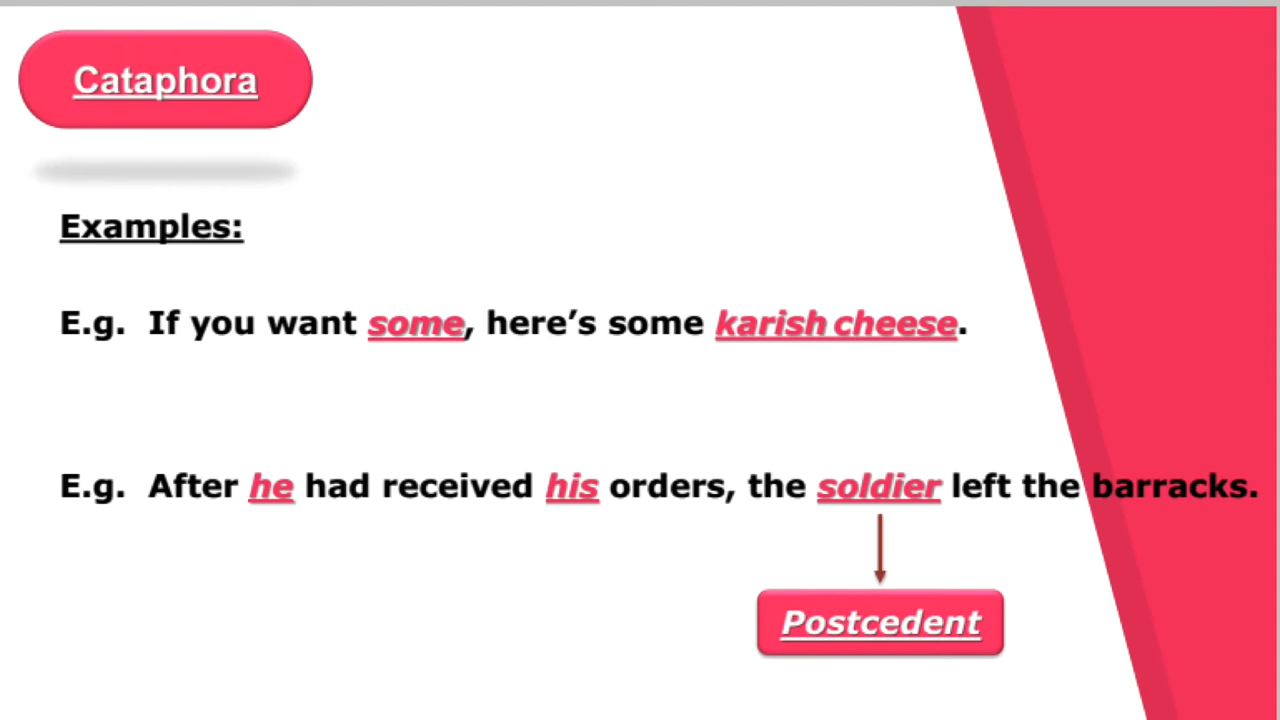 Cataphora
Examples:
E.g. If you want some, here’s some karish cheese.
E.g. After he had received his orders, the soldier left the barracks.
Postcedent